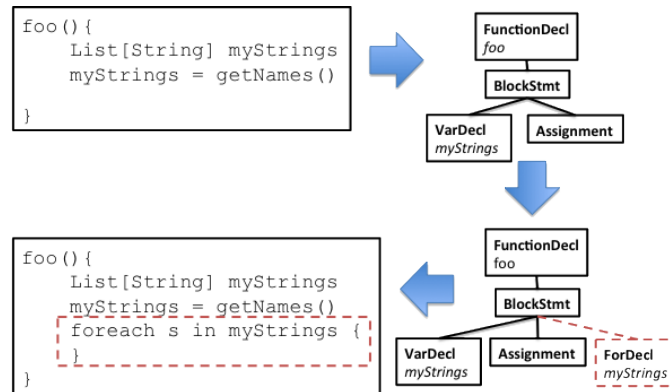 foo(){
List[String] myStrings
myStrings = getNames()
}
FunctionDecl
foo
BlockStmt
VarDecl
myStrings
Assignment
foo(){
List[String] myStrings
myStrings = getNames()
foreach s in myStrings {
}
}
FunctionDecl
foo
BlockStmt
VarDecl
myStrings
Assignment
ForDecl
myStrings